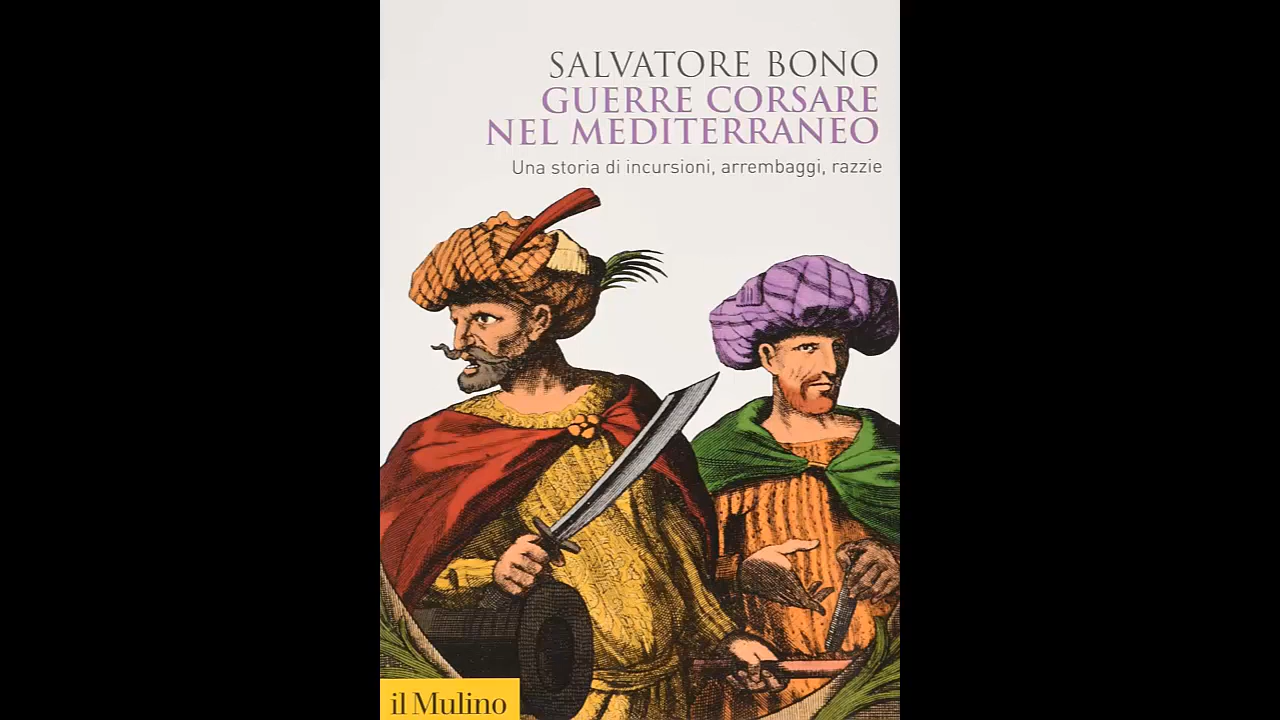 SALVATORE BONO
GUERRE CORSARE
NEL MEDITERRANEO
Una storia di incursioni, arrembaggi, razzie
il Mulino